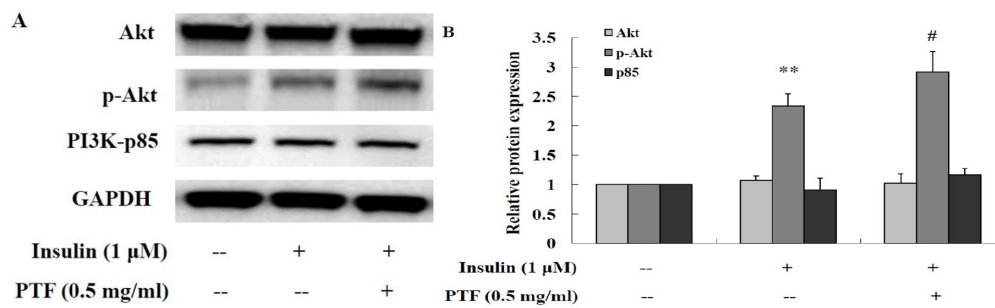 A
Akt
p-Akt
PI3K-p85
GAPDH
Insulin (1 μM) -- + +
PTF (0.5 mg/ml) -- -- +
B
Akt
p-Akt
p85
Relative protein expression
3.5
3
2.5
2
1.5
1
0.5
0
**
#
Insulin (1 μM) -- + +
PTF (0.5 mg/ml) -- -- +